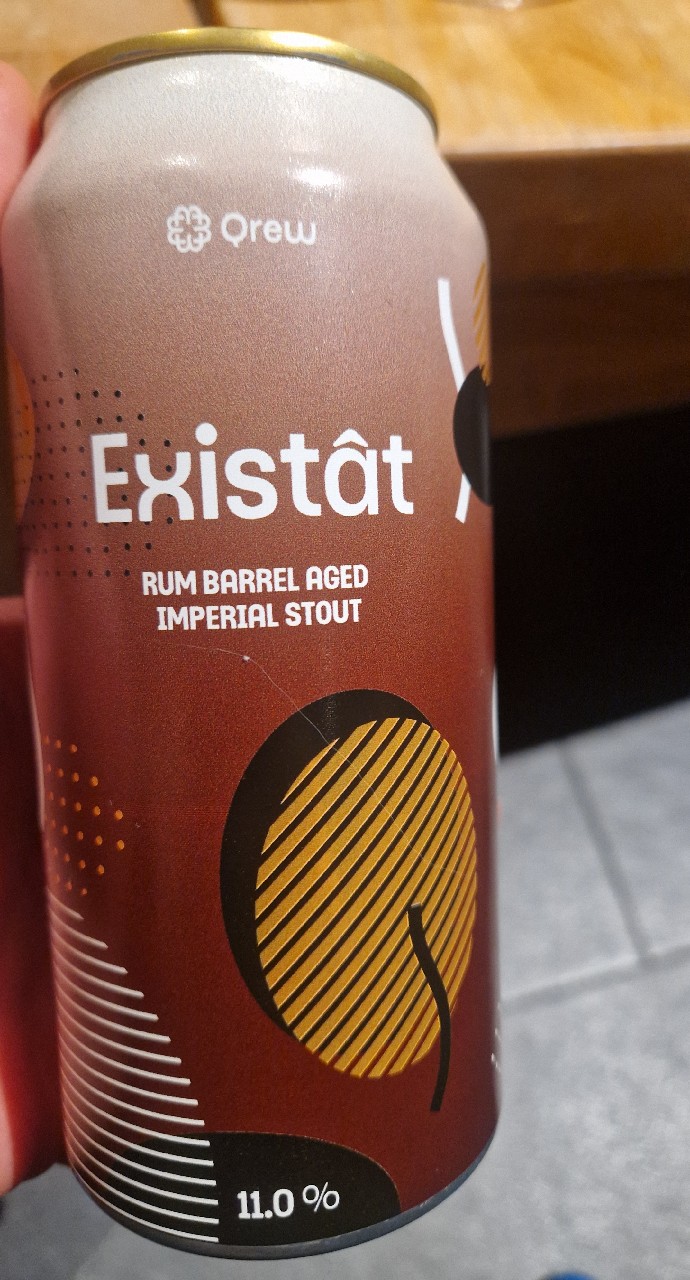 Qrew
Existât
RUM BARREL AGED
IMPERIAL STOUT
11.0 %